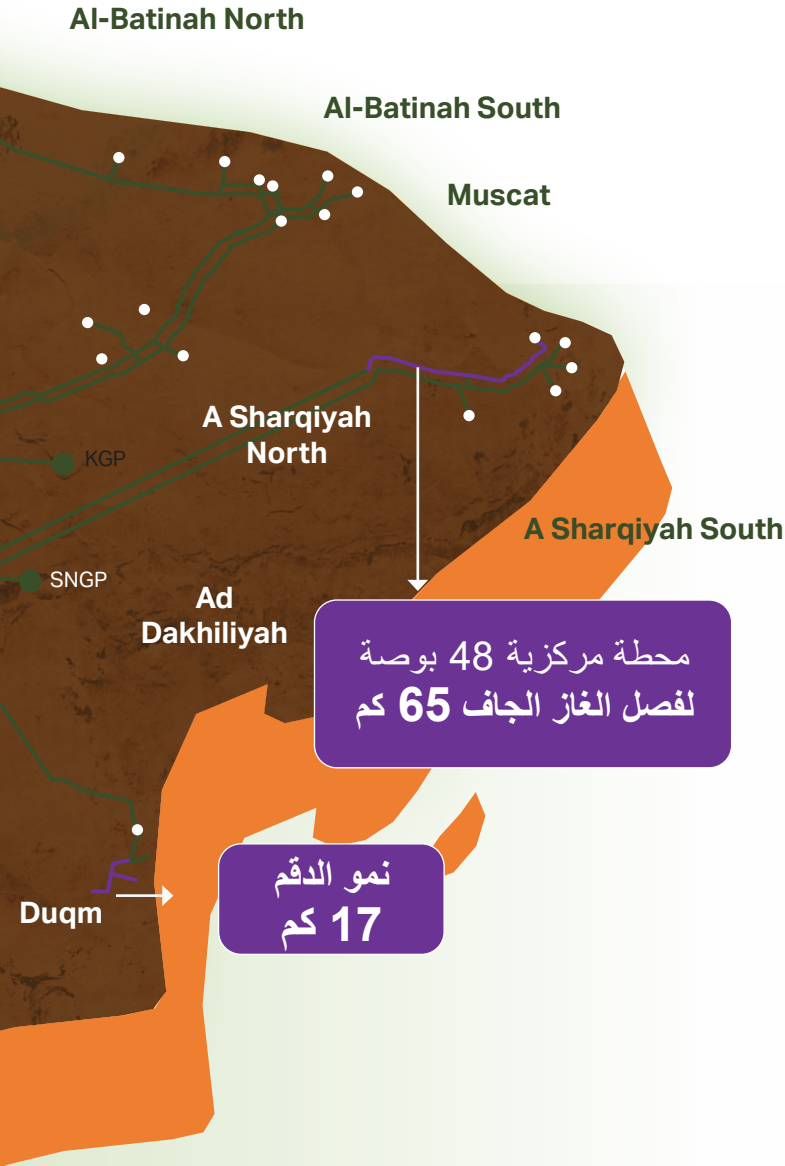 Al-Batinah North
Al-Batinah South
Muscat
A Sharqiyah
North
KGP
A Sharqiyah South
SNGP
Ad
Dakhiliyah
محطة مركزية 48 بوصة
لفصل الغاز الجاف 65 كم
نمو الدقم
17 كم
Duqm